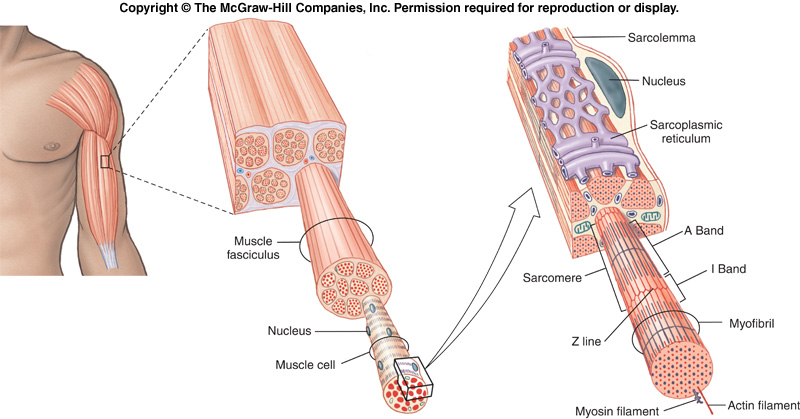 Copyright © The McGraw-Hill Companies, Inc. Permission required for reproduction or display.
Sarcolemma
Nucleus
Sarcoplasmic
reticulum
Muscle
fasciculus
A Band
I Band
Sarcomere
Nucleus
Z line
Myofibril
Muscle cell
Myosin filament
Actin filament